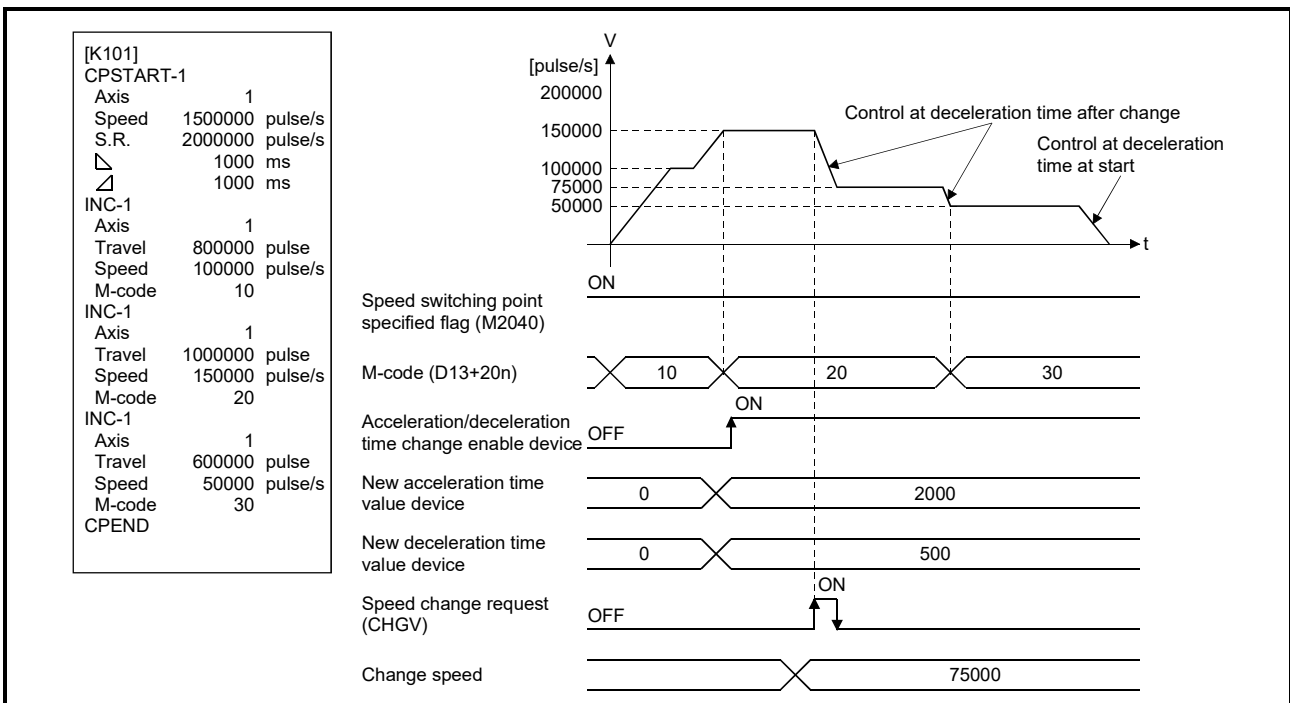 [K101]
CPSTART-1
Axis 1
Speed 1500000 pulse/s
S.R. 2000000 pulse/s
1000 ms
1000 ms
INC-1
Axis 1
Travel 800000 pulse
Speed 100000 pulse/s
M-code 10
INC-1
Axis 1
Travel 1000000 pulse
Speed 150000 pulse/s
M-code 20
INC-1
Axis 1
Travel 600000 pulse
Speed 50000 pulse/s
M-code 30
CPEND
V
[pulse/s]
200000
150000
100000
75000
50000
t
Control at deceleration time after change
Control at deceleration
time at start
ON
Speed switching point
specified flag (M2040)
M-code (D13+20n) 10 20 30
ON
Acceleration/deceleration
time change enable device OFF
New acceleration time
value device
0 2000
New deceleration time
value device
0 500
ON
Speed change request
(CHGV)
OFF
Change speed 75000